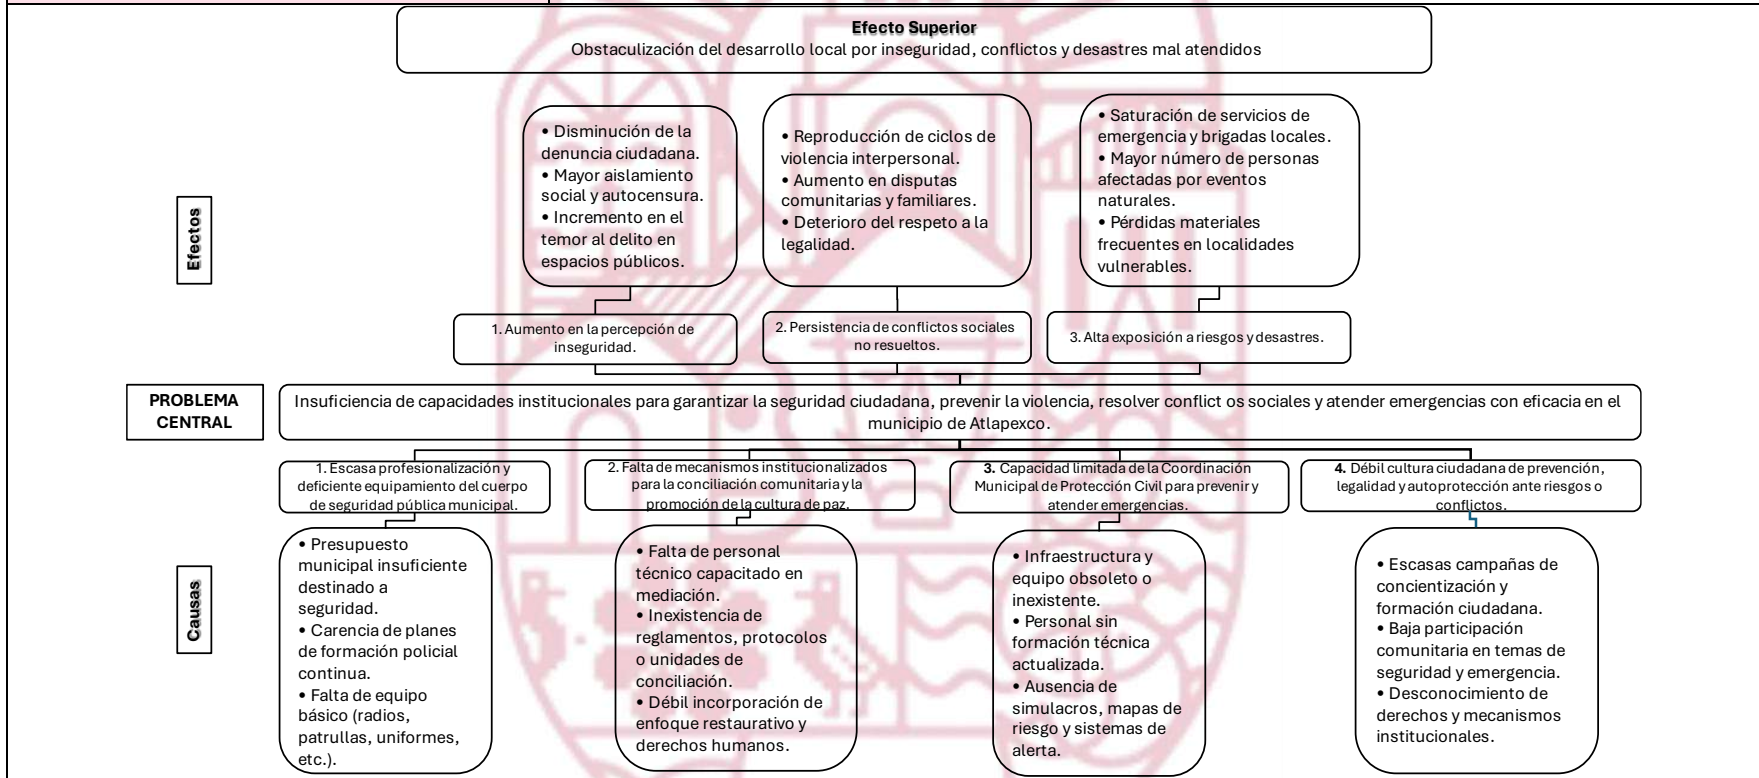 Efecto Superior
Obstaculización del desarrollo local por inseguridad, conflictos y desastres mal atendidos
• Disminución de la
denuncia ciudadana.
• Mayor aislamiento
social y autocensura.
• Incremento en el
temor al delito en
espacios públicos.
• Reproducción de ciclos de
violencia interpersonal.
• Aumento en disputas
comunitarias y familiares.
• Deterioro del respeto a la
legalidad.
• Saturación de servicios de
emergencia y brigadas locales.
• Mayor número de personas
afectadas por eventos
naturales.
• Pérdidas materiales
frecuentes en localidades
vulnerables.
Efectos
1. Aumento en la percepción de
inseguridad.
2. Persistencia de conflictos sociales
no resueltos.
3. Alta exposición a riesgos y desastres.
PROBLEMA
CENTRAL
Insuficiencia de capacidades institucionales para garantizar la seguridad ciudadana, prevenir la violencia, resolver conflict os sociales y atender emergencias con eficacia en el
municipio de Atlapexco.
1. Escasa profesionalización y
deficiente equipamiento del cuerpo
de seguridad pública municipal.
2. Falta de mecanismos institucionalizados
para la conciliación comunitaria y la
promoción de la cultura de paz.
3. Capacidad limitada de la Coordinación
Municipal de Protección Civil para prevenir y
atender emergencias.
4. Débil cultura ciudadana de prevención,
legalidad y autoprotección ante riesgos o
conflictos.
Causas
• Presupuesto
municipal insuficiente
destinado a
seguridad.
• Carencia de planes
de formación policial
continua.
• Falta de equipo
básico (radios,
patrullas, uniformes,
etc.).
• Falta de personal
técnico capacitado en
mediación.
• Inexistencia de
reglamentos, protocolos
o unidades de
conciliación.
• Débil incorporación de
enfoque restaurativo y
derechos humanos.
• Infraestructura y
equipo obsoleto o
inexistente.
• Personal sin
formación técnica
actualizada.
• Ausencia de
simulacros, mapas de
riesgo y sistemas de
alerta.
• Escasas campañas de
concientización y
formación ciudadana.
• Baja participación
comunitaria en temas de
seguridad y emergencia.
• Desconocimiento de
derechos y mecanismos
institucionales.